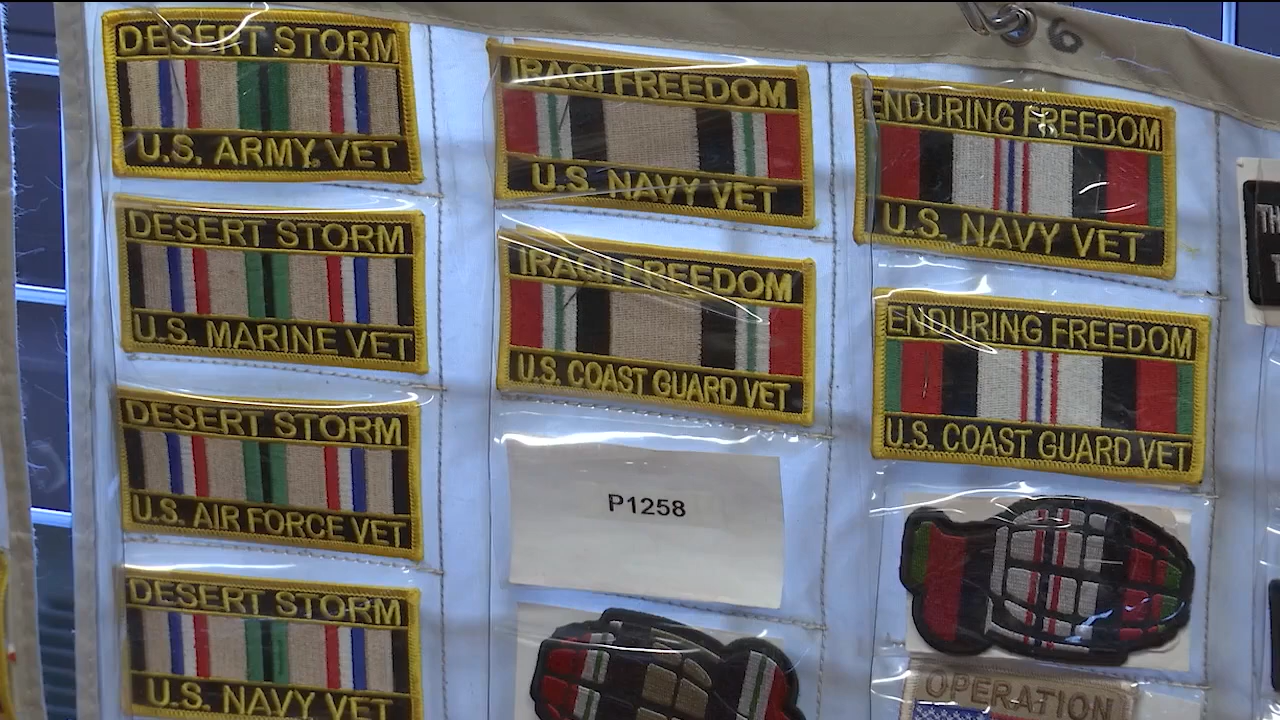 6
DESERT STORM
U.S. ARMY VET
DESERT STORM
U.S. MARINE VET
DESERT STORM
U.S. AIR FORCE VET
DESERT STORM
U.S. NAVY VET
IRAQI FREEDOM
U.S. NAVY VET
IRAQI FREEDOM
U.S. COAST GUARD VET
P1258
ENDURING FREEDOM
U.S. NAVY VET
ENDURING FREEDOM
U.S. COAST GUARD VET
OPERATION